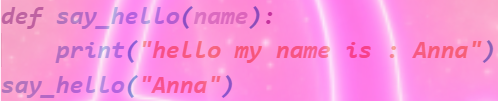 def say_hello(name):
    print("hello my name is : Anna")
say_hello("Anna")